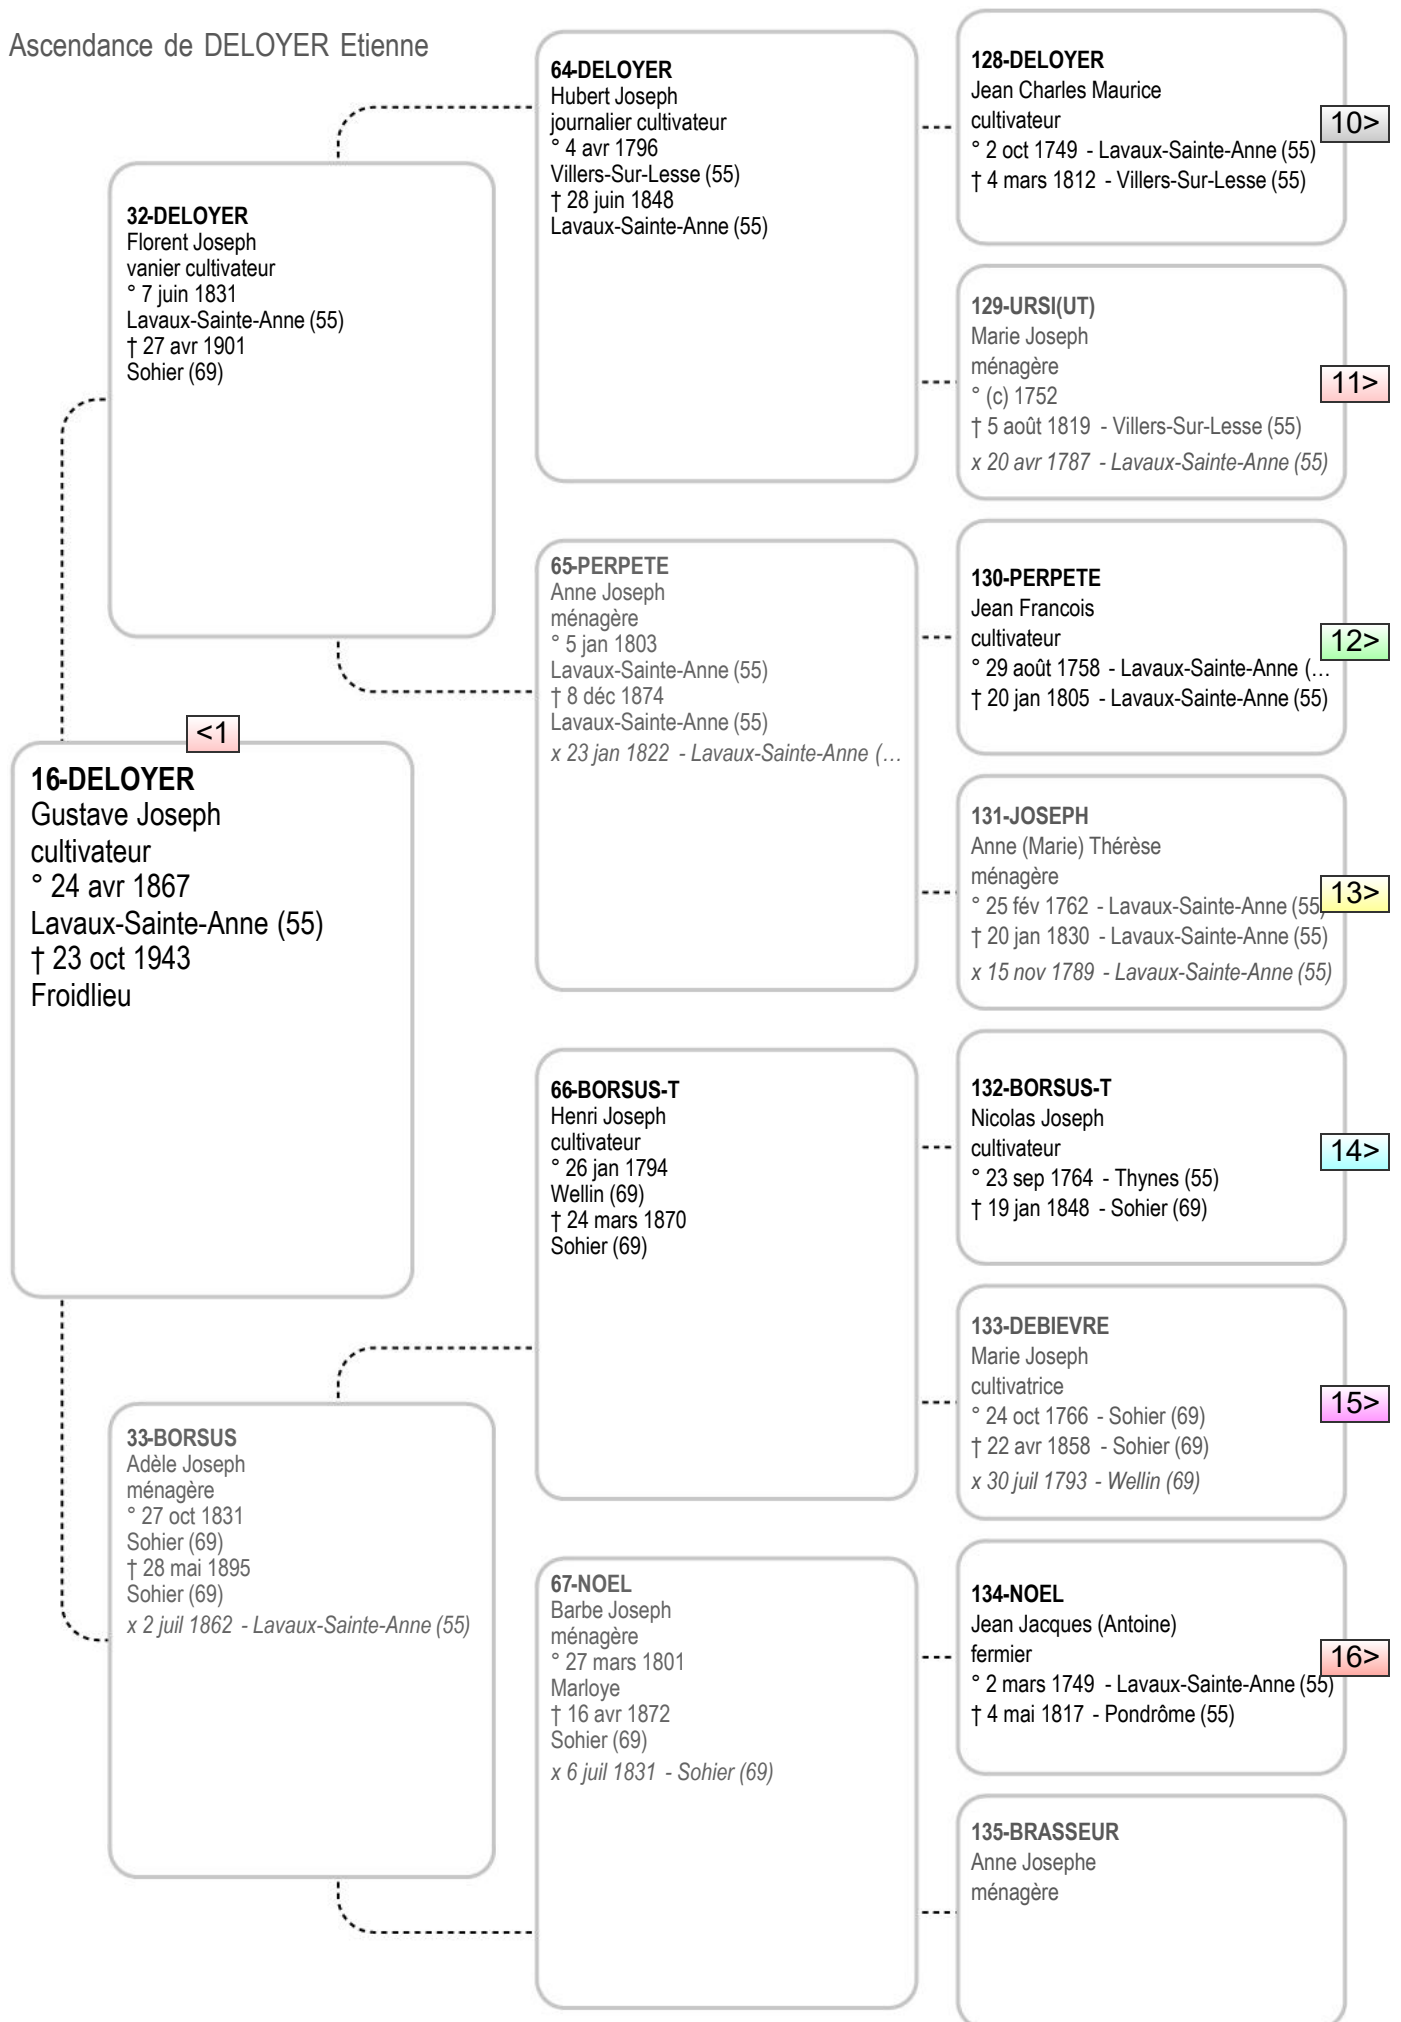 Ascendance de DELOYER Etienne
<1
16-DELOYER
Gustave Joseph
cultivateur
° 24 avr 1867
Lavaux-Sainte-Anne (55)
† 23 oct 1943
Froidlieu
32-DELOYER
Florent Joseph
vanier cultivateur
° 7 juin 1831
Lavaux-Sainte-Anne (55)
† 27 avr 1901
Sohier (69)
33-BORSUS
Adèle Joseph
ménagère
° 27 oct 1831
Sohier (69)
† 28 mai 1895
Sohier (69)
x 2 juil 1862 - Lavaux-Sainte-Anne (55)
64-DELOYER
Hubert Joseph
journalier cultivateur
° 4 avr 1796
Villers-Sur-Lesse (55)
† 28 juin 1848
Lavaux-Sainte-Anne (55)
65-PERPETE
Anne Joseph
ménagère
° 5 jan 1803
Lavaux-Sainte-Anne (55)
† 8 déc 1874
Lavaux-Sainte-Anne (55)
x 23 jan 1822 - Lavaux-Sainte-Anne (…
66-BORSUS-T
Henri Joseph
cultivateur
° 26 jan 1794
Wellin (69)
† 24 mars 1870
Sohier (69)
67-NOEL
Barbe Joseph
ménagère
° 27 mars 1801
Marloye
† 16 avr 1872
Sohier (69)
x 6 juil 1831 - Sohier (69)
128-DELOYER
Jean Charles Maurice
cultivateur
° 2 oct 1749 - Lavaux-Sainte-Anne (55)
† 4 mars 1812 - Villers-Sur-Lesse (55)
10>
129-URSI(UT)
Marie Joseph
ménagère
° (c) 1752
† 5 août 1819 - Villers-Sur-Lesse (55)
x 20 avr 1787 - Lavaux-Sainte-Anne (55)
11>
130-PERPETE
Jean Francois
cultivateur
° 29 août 1758 - Lavaux-Sainte-Anne (…
† 20 jan 1805 - Lavaux-Sainte-Anne (55)
12>
131-JOSEPH
Anne (Marie) Thérèse
ménagère
° 25 fév 1762 - Lavaux-Sainte-Anne (55)
† 20 jan 1830 - Lavaux-Sainte-Anne (55)
x 15 nov 1789 - Lavaux-Sainte-Anne (55)
13>
132-BORSUS-T
Nicolas Joseph
cultivateur
° 23 sep 1764 - Thynes (55)
† 19 jan 1848 - Sohier (69)
14>
133-DEBIEVRE
Marie Joseph
cultivatrice
° 24 oct 1766 - Sohier (69)
† 22 avr 1858 - Sohier (69)
x 30 juil 1793 - Wellin (69)
15>
134-NOEL
Jean Jacques (Antoine)
fermier
° 2 mars 1749 - Lavaux-Sainte-Anne (55)
† 4 mai 1817 - Pondrôme (55)
16>
135-BRASSEUR
Anne Josephe
ménagère